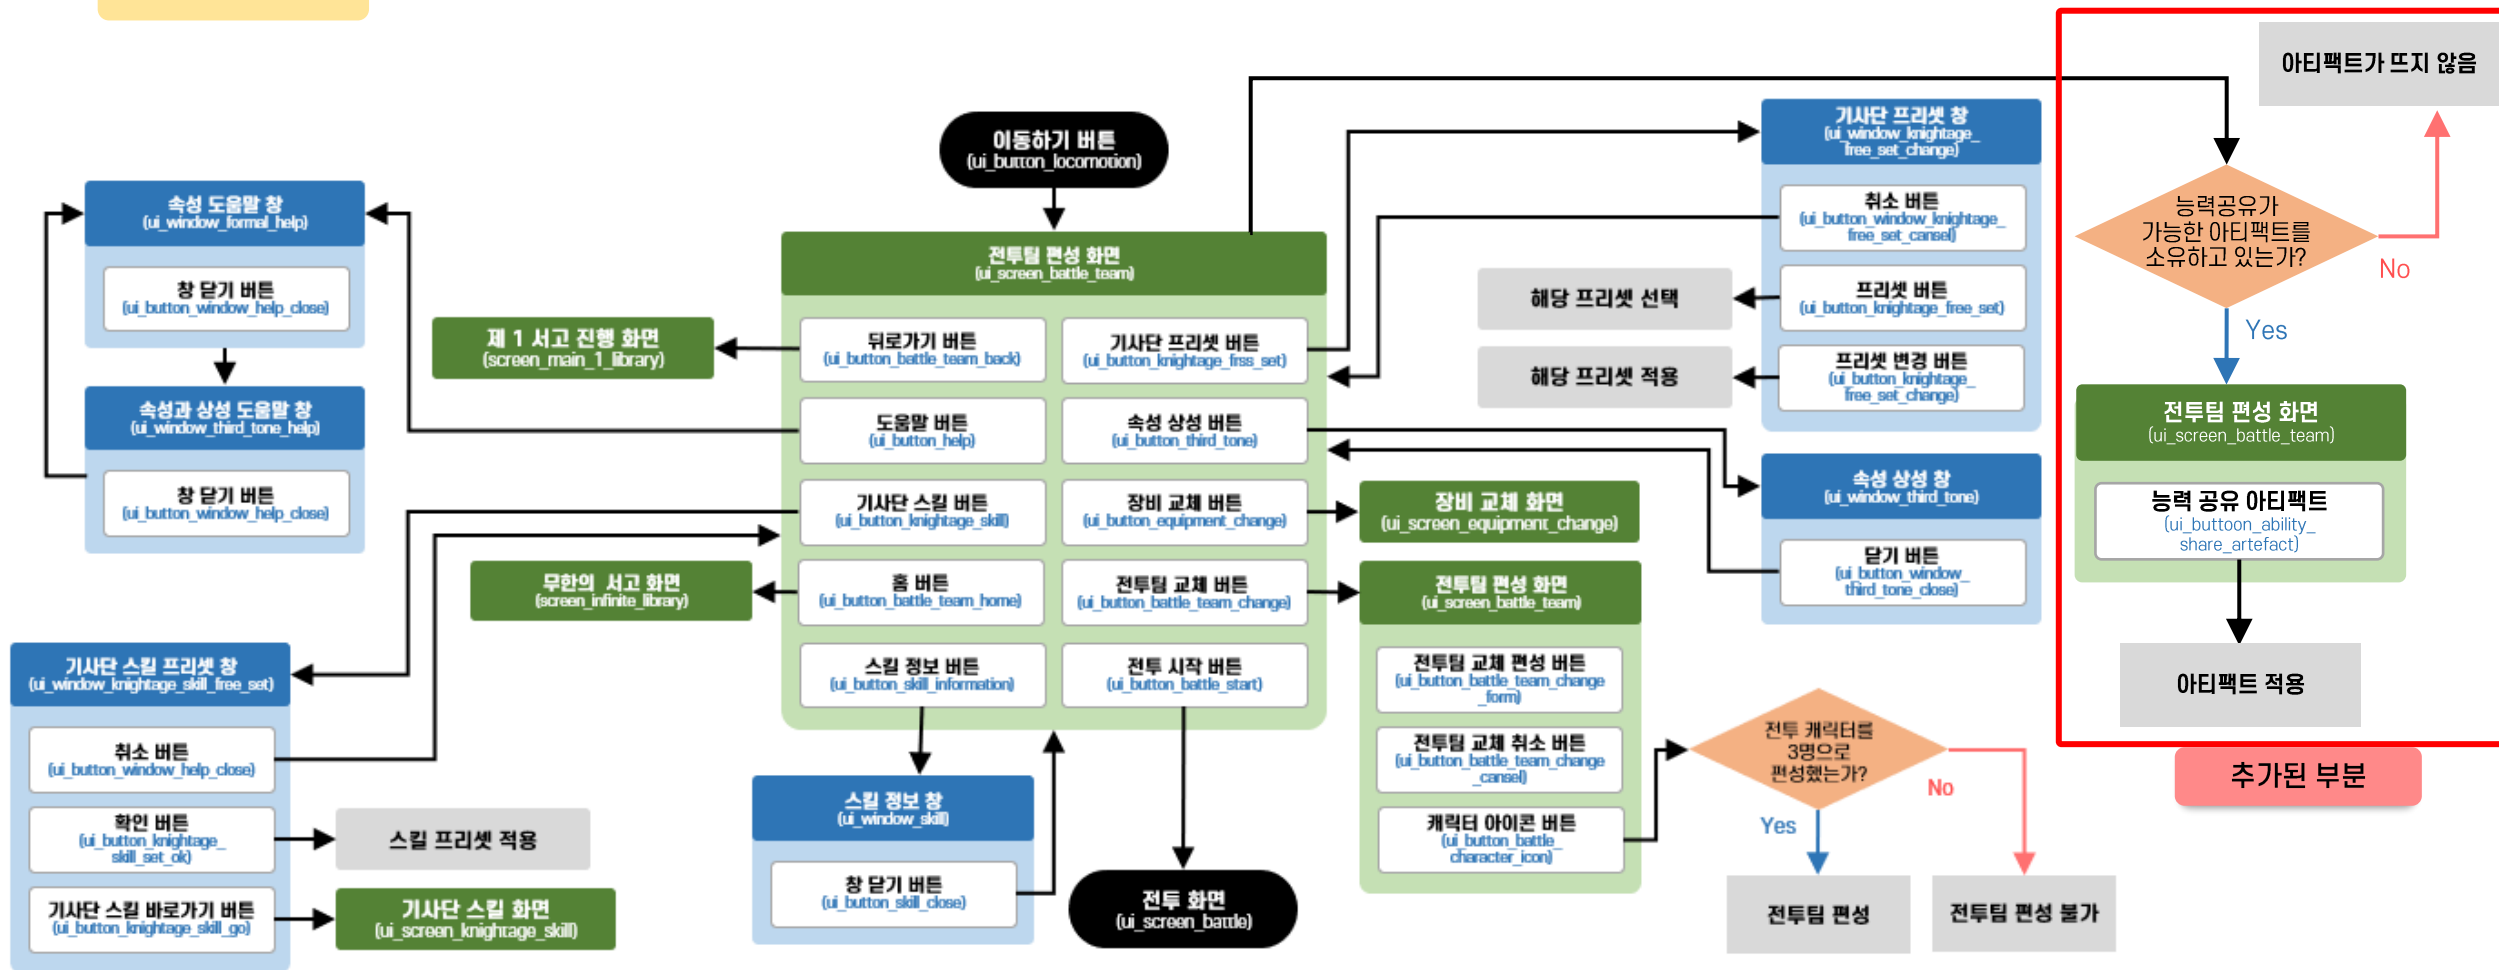 이동하기 버튼
(ui_button_locomotion)
전투팀 편성 화면
(ui_screen_battle_team)
뒤로가기 버튼
(ui_button_battle_team_back)
기사단 프리셋 버튼
(ui_button_knightage_frss_set)
도움말 버튼
(ui_button_help)
속성 상성 버튼
(ui_button_third_tone)
기사단 스킬 버튼
(ui_button_knightage_skill)
장비 교체 버튼
(ui_button_equipment_change)
홈 버튼
(ui_button_battle_team_home)
전투팀 교체 버튼
(ui_button_battle_team_change)
스킬 정보 버튼
(ui_button_skill_information)
전투 시작 버튼
(ui_button_battle_start)
속성 도움말 창
(ui_window_formal_help)
창 닫기 버튼
(ui_button_window_help_close)
속성과 상성 도움말 창
(ui_window_third_tone_help)
창 닫기 버튼
(ui_button_window_help_close)
제 1 서고 진행 화면
(screen_main_1_library)
무한의 서고 화면
(screen_infinite_library)
기사단 스킬 프리셋 창
(ui_window_knightage_skill_free_set)
취소 버튼
(ui_button_window_help_close)
확인 버튼
(ui_button_knightage_
skill_set_ok)
기사단 스킬 바로가기 버튼
(ui_button_knightage_skill_go)
스킬 프리셋 적용
기사단 스킬 화면
(ui_screen_knightage_skill)
스킬 정보 창
(ui_window_skill)
창 닫기 버튼
(ui_button_skill_close)
전투 화면
(ui_screen_battle)
기사단 프리셋 창
(ui_window_knightage_
free_set_change)
취소 버튼
(ui_button_window_knightage_
free_set_cansel)
프리셋 버튼
(ui_button_knightage_free_set)
프리셋 변경 버튼
(ui_button_knightage_
free_set_change)
해당 프리셋 선택
해당 프리셋 적용
속성 상성 창
(ui_window_third_tone)
닫기 버튼
(ui_button_window_
third_tone_close)
장비 교체 화면
(ui_screen_equipment_change)
전투팀 편성 화면
(ui_screen_battle_team)
전투팀 교체 편성 버튼
(ui_button_battle_team_change
_form)
전투팀 교체 취소 버튼
(ui_button_battle_team_change
_cansel)
캐릭터 아이콘 버튼
(ui_button_battle_
character_icon)
전투 캐릭터를
3명으로
편성했는가?
Yes
No
전투팀 편성
전투팀 편성 불가
아티팩트가 뜨지 않음
능력공유가
가능한 아티팩트를
소유하고 있는가?
No
Yes
전투팀 편성 화면
(ui_screen_battle_team)
능력 공유 아티팩트
(ui_buttoon_ability_
share_artefact)
아티팩트 적용
추가된 부분